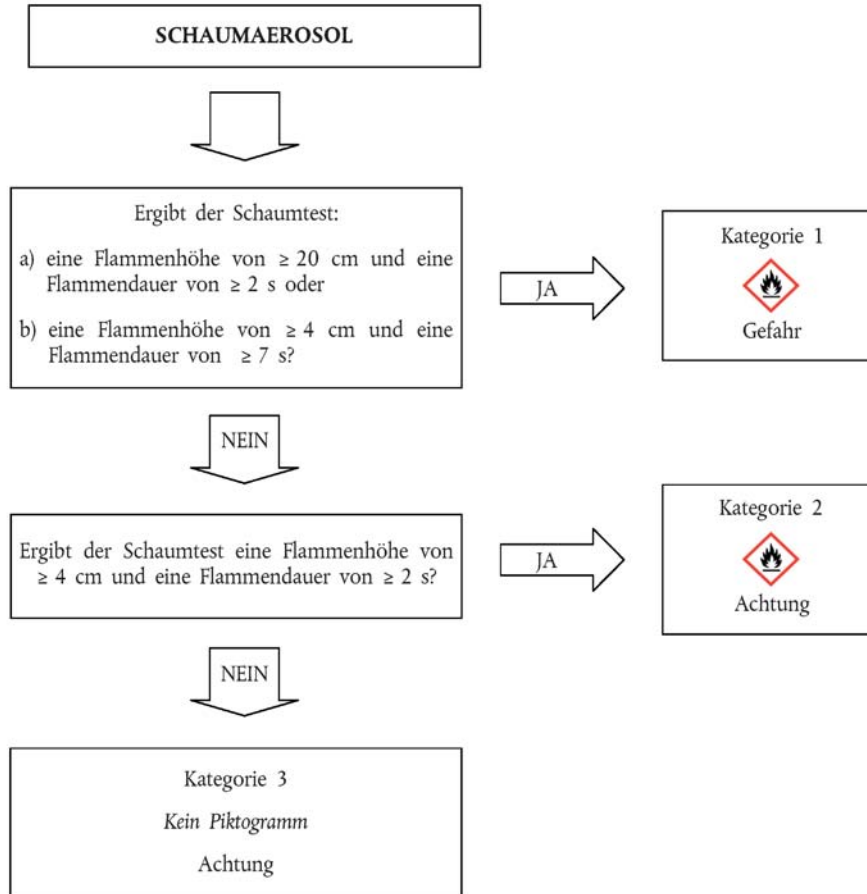 SCHAUMAEROSOL
Ergibt der Schaumtest:
a) eine Flammenhöhe von ≥ 20 cm und eine
Flammendauer von ≥ 2 s oder
b) eine Flammenhöhe von ≥ 4 cm und eine
Flammendauer von ≥ 7 s?
JA
Kategorie 1
Gefahr
NEIN
Ergibt der Schaumtest eine Flammenhöhe von
≥ 4 cm und eine Flammendauer von ≥ 2 s?
JA
Kategorie 2
Achtung
NEIN
Kategorie 3
Kein Piktogramm
Achtung